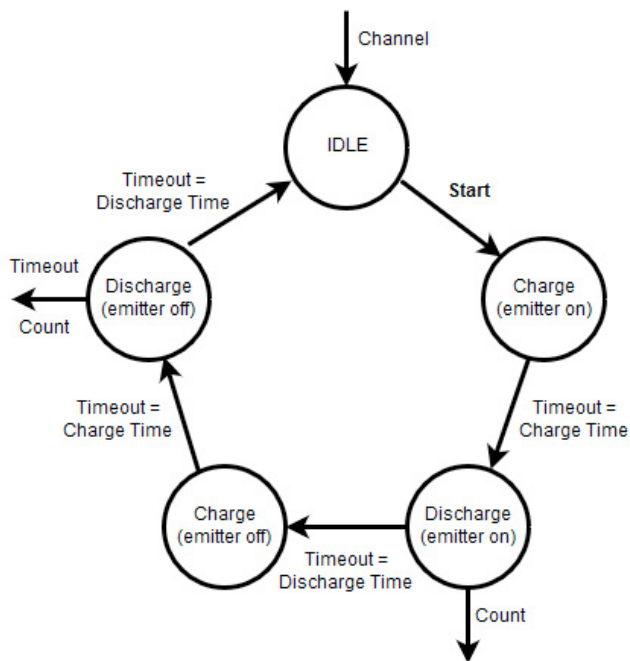 Channel
IDLE
Start
Timeout =
Discharge Time
Timeout
Count
Discharge
(emitter off)
Charge
(emitter on)
Timeout =
Charge Time
Timeout =
Charge Time
Charge
(emitter off)
Discharge
(emitter on)
Timeout =
Discharge Time
Count